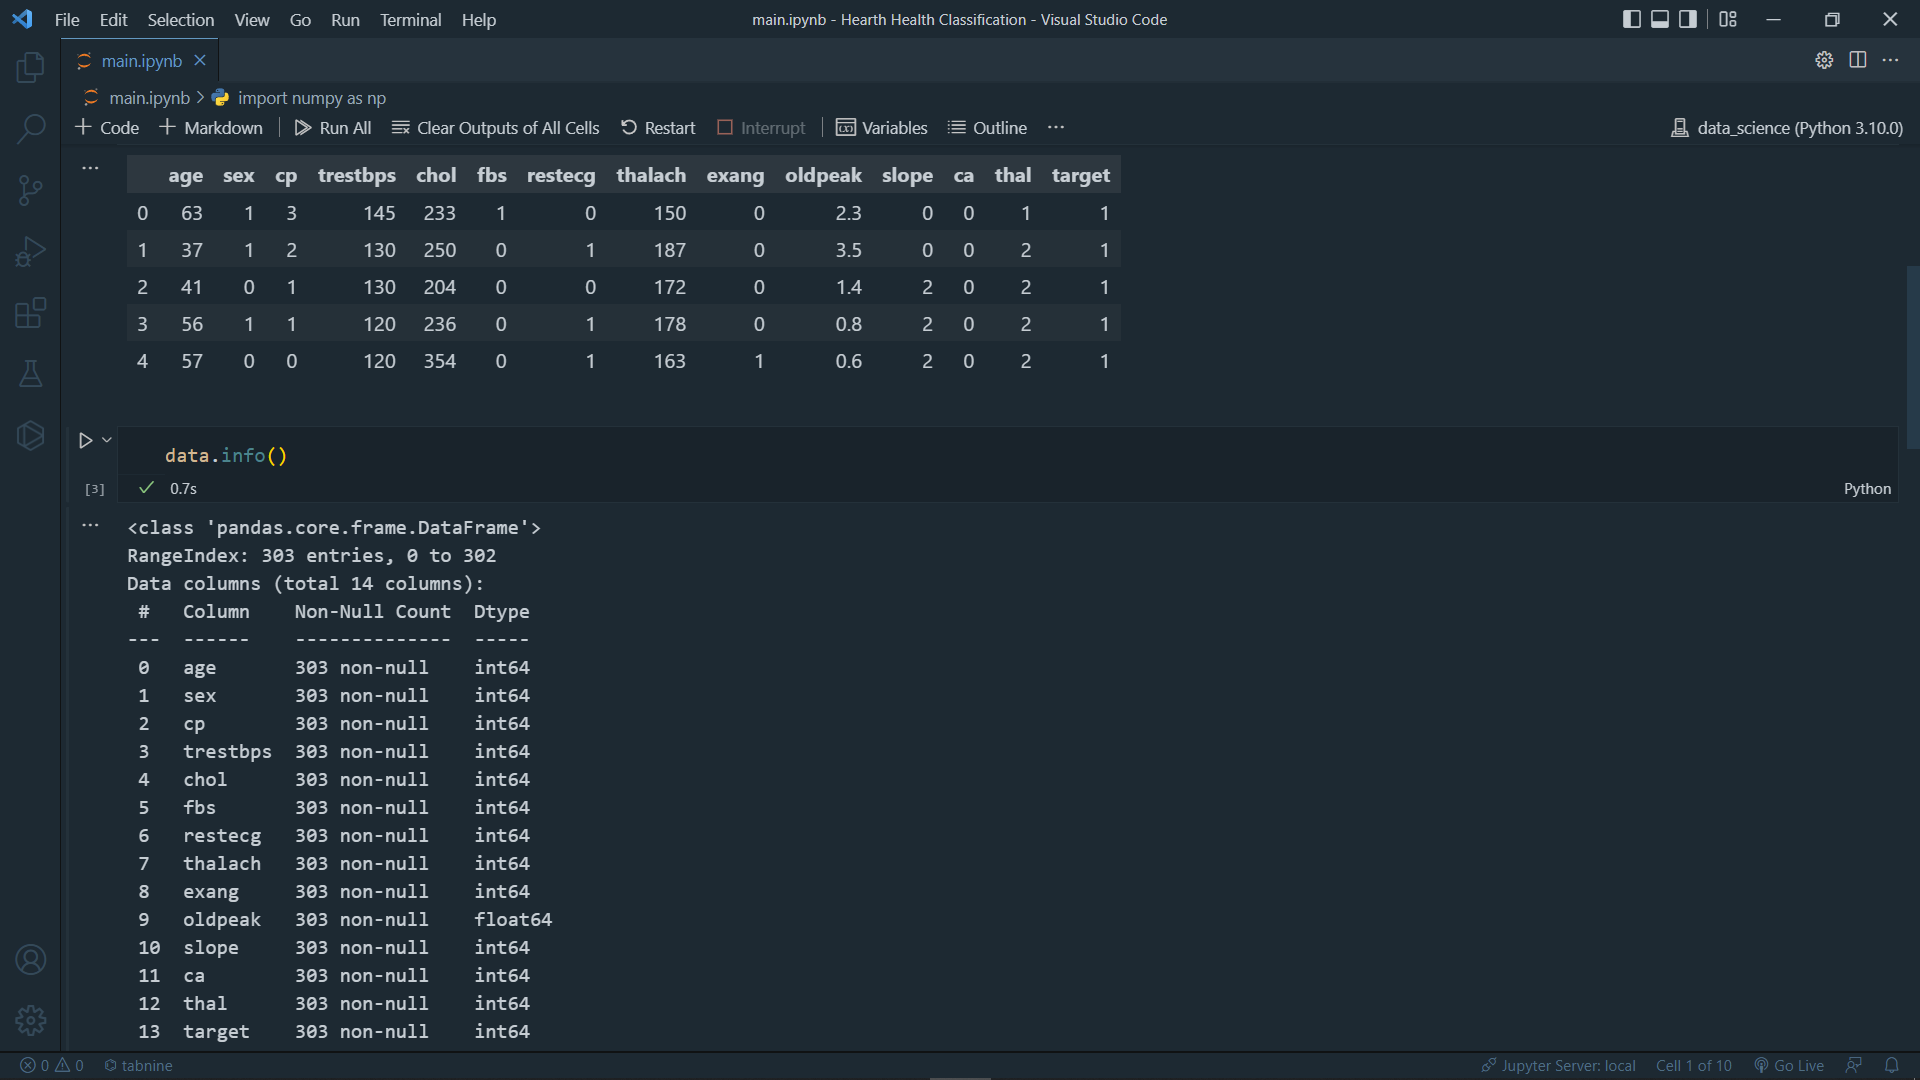 File Edit Selection View Go Run Terminal Help main.ipynb - Hearth Health Classification - Visual Studio Code
main.ipynb
main.ipynb > import numpy as np
+ Code + Markdown | Run All Clear Outputs of All Cells Restart Interrupt | Variables Outline ... data_science (Python 3.10.0)
age sex cp trestbps chol fbs restecg thalach exang oldpeak slope ca thal target
0 63 1 3 145 233 1 0 150 0 2.3 0 0 1 1
1 37 1 2 130 250 0 1 187 0 3.5 0 0 2 1
2 41 0 1 130 204 0 0 172 0 1.4 2 0 2 1
3 56 1 1 120 236 0 1 178 0 0.8 2 0 2 1
4 57 0 0 120 354 0 1 163 1 0.6 2 0 2 1
data.info()
[3] 0.7s Python
<class 'pandas.core.frame.DataFrame'>
RangeIndex: 303 entries, 0 to 302
Data columns (total 14 columns):
# Column Non-Null Count Dtype
--- ------ -------------- -----
0 age 303 non-null int64
1 sex 303 non-null int64
2 cp 303 non-null int64
3 trestbps 303 non-null int64
4 chol 303 non-null int64
5 fbs 303 non-null int64
6 restecg 303 non-null int64
7 thalach 303 non-null int64
8 exang 303 non-null int64
9 oldpeak 303 non-null float64
10 slope 303 non-null int64
11 ca 303 non-null int64
12 thal 303 non-null int64
13 target 303 non-null int64
0 0 tabnine Jupyter Server: local Cell 1 of 10 Go Live